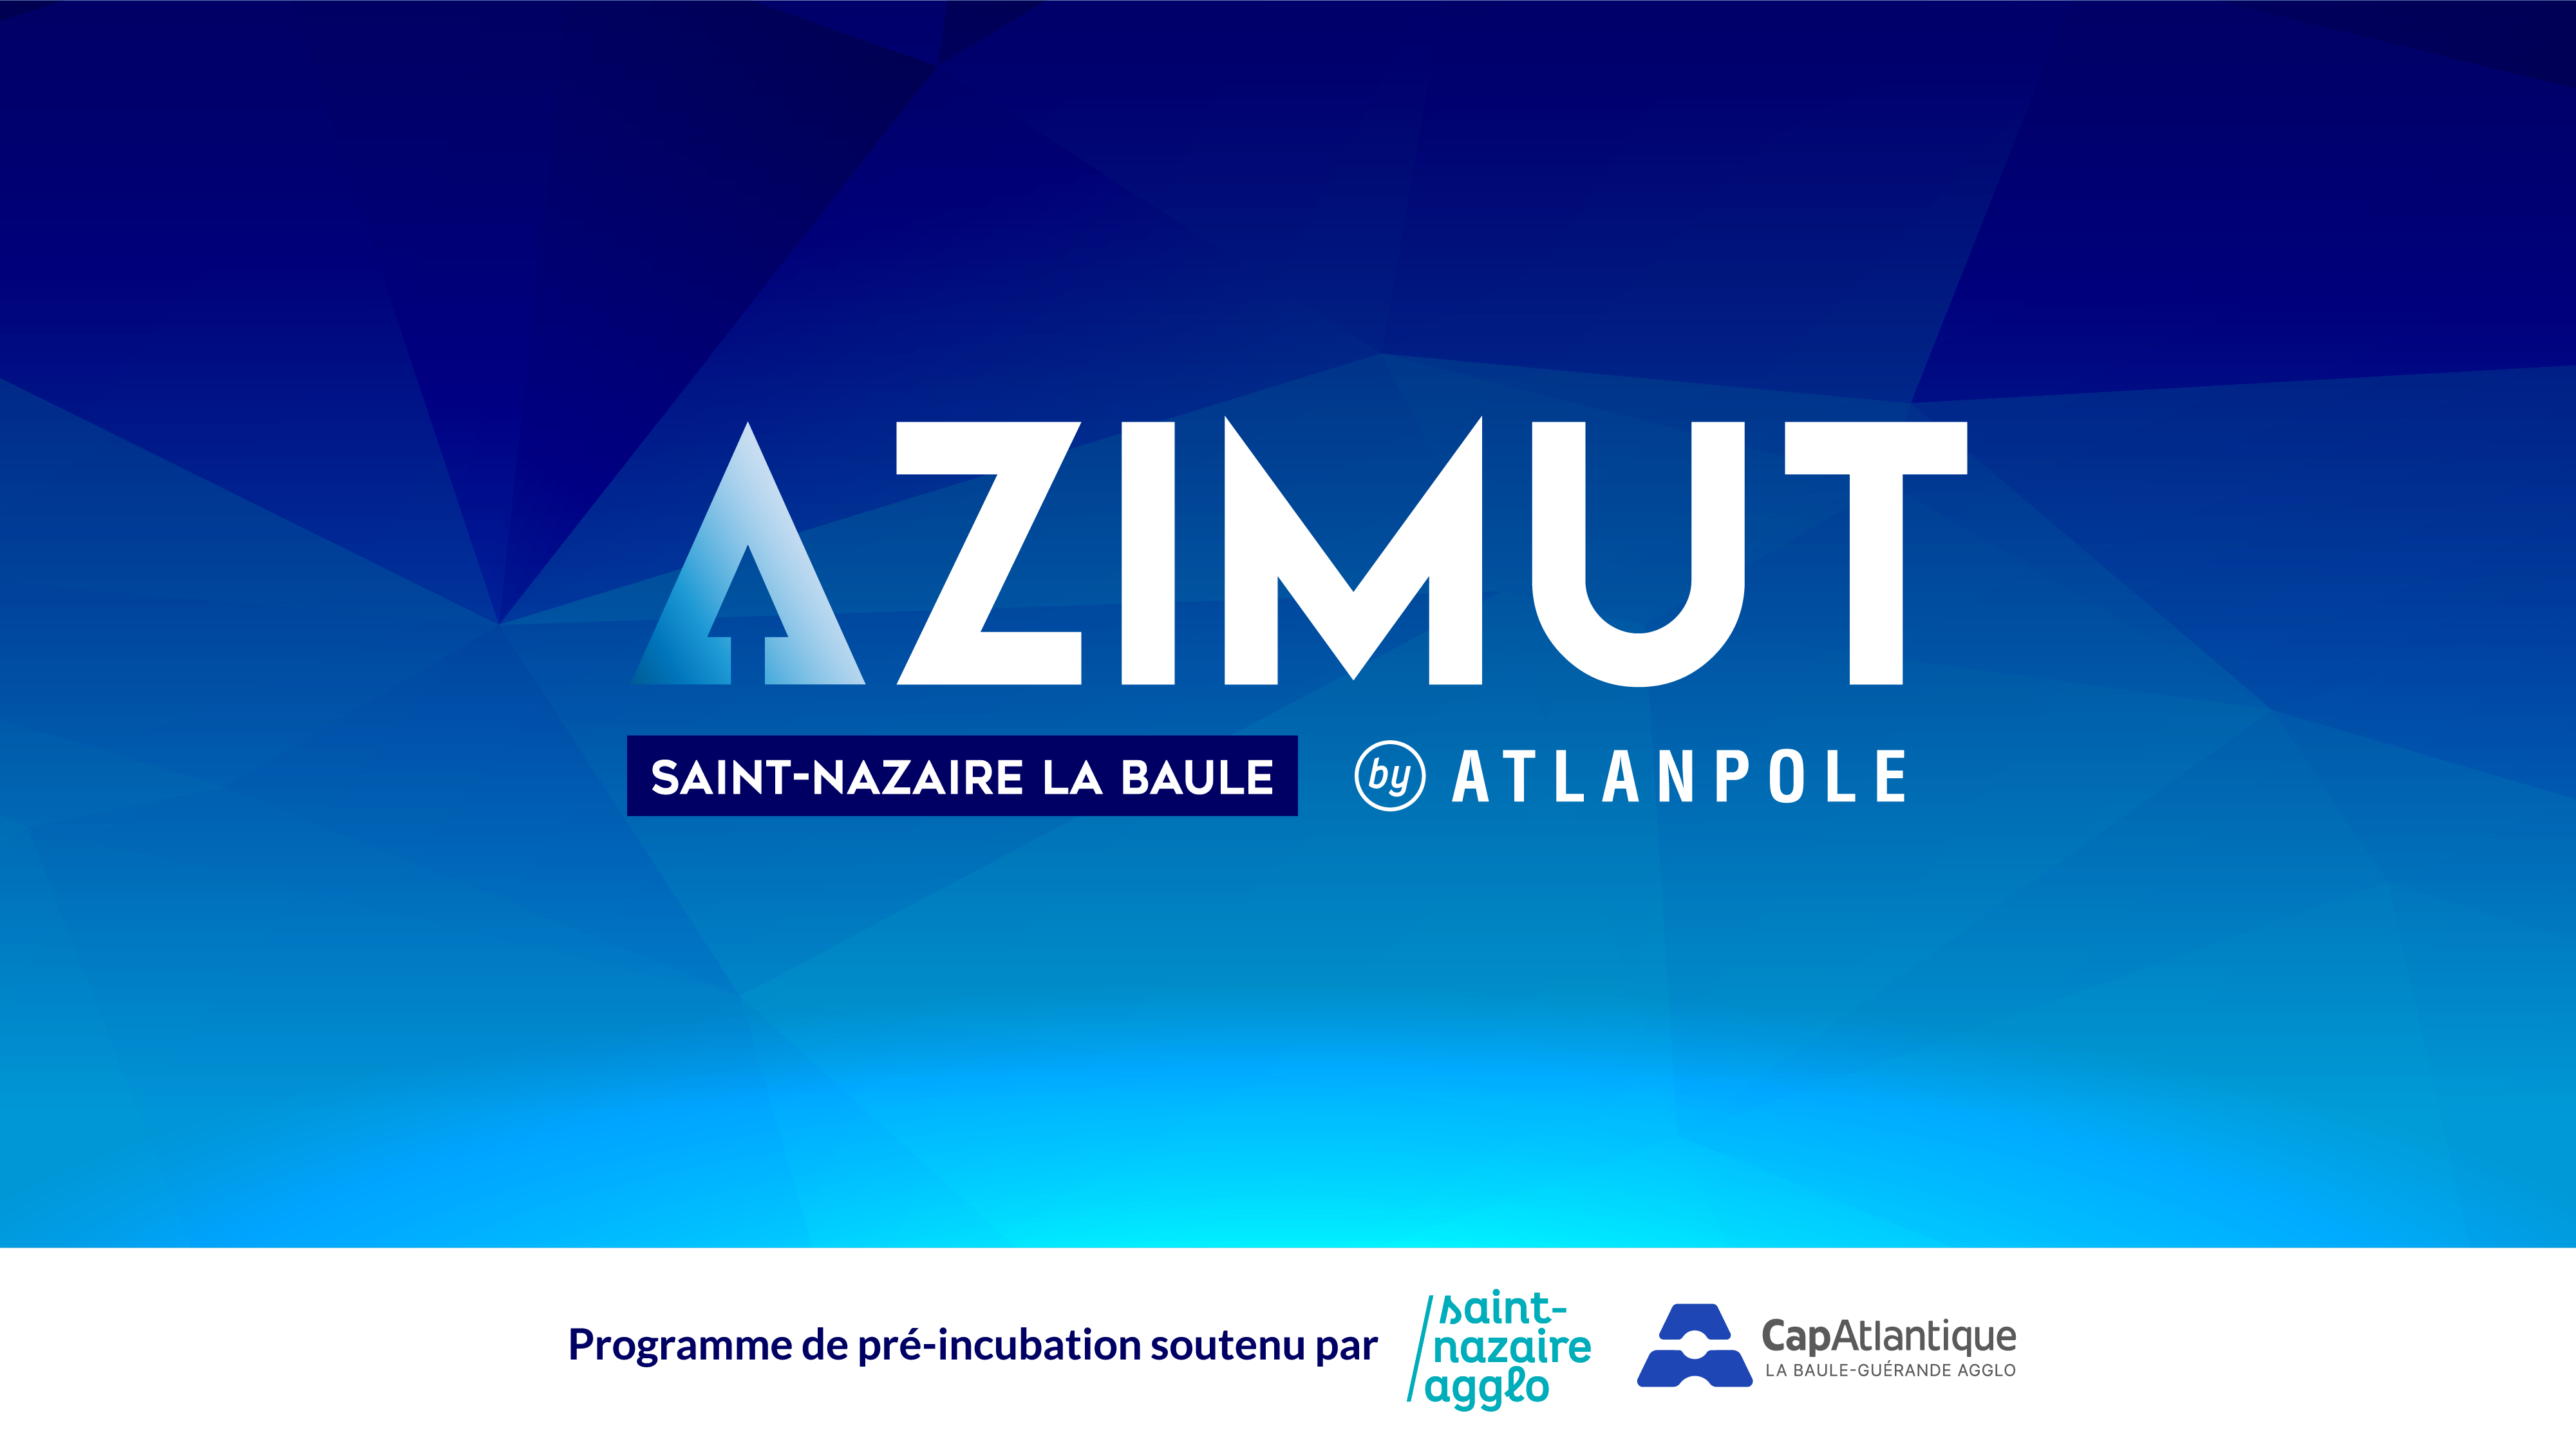 AZIMUT
SAINT-NAZAIRE LA BAULE
by ATLANPOLE
Programme de pré-incubation soutenu par
saint-
nazaire
agglo
CapAtlantique
LA BAULE-GUÉRANDE AGGLO